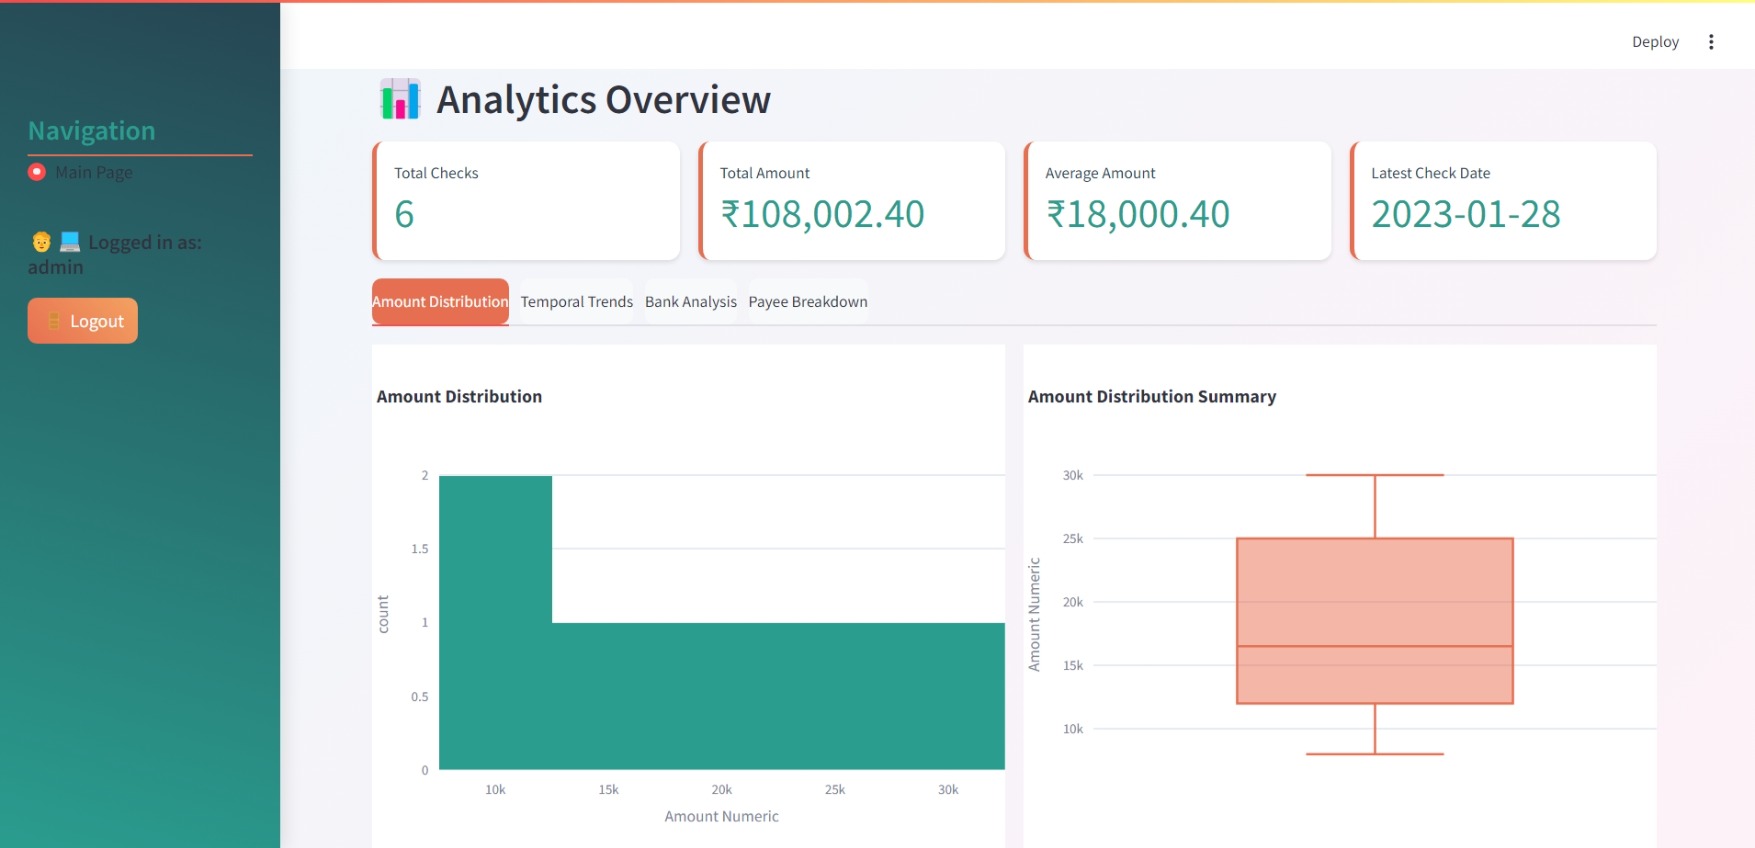 Deploy
Navigation
Main Page
Logged in as:
admin
Logout
Analytics Overview
Total Checks
6
Total Amount
₹108,002.40
Average Amount
₹18,000.40
Latest Check Date
2023-01-28
Amount Distribution Temporal Trends Bank Analysis Payee Breakdown
Amount Distribution
2
1.5
1
0.5
0
count
10k 15k 20k 25k 30k
Amount Numeric
Amount Distribution Summary
30k
25k
20k
15k
10k
Amount Numeric